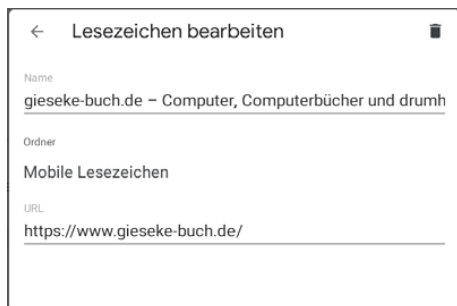 Lesezeichen bearbeiten
Name
gieseke-buch.de – Computer, Computerbücher und drumh
Ordner
Mobile Lesezeichen
URL
https://www.gieseke-buch.de/